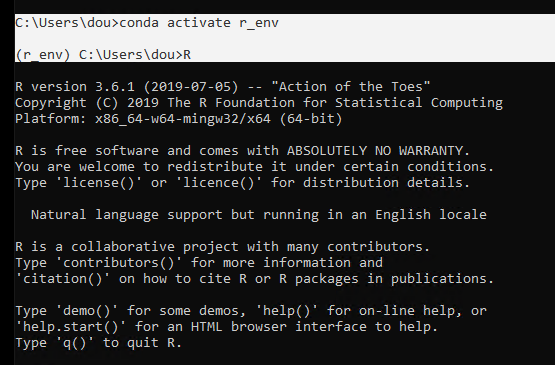 C:\Users\dou>conda activate r_env
(r_env) C:\Users\dou>R
R version 3.6.1 (2019-07-05) -- "Action of the Toes"
Copyright (C) 2019 The R Foundation for Statistical Computing
Platform: x86_64-w64-mingw32/x64 (64-bit)
R is free software and comes with ABSOLUTELY NO WARRANTY.
You are welcome to redistribute it under certain conditions.
Type 'license()' or 'licence()' for distribution details.
  Natural language support but running in an English locale
R is a collaborative project with many contributors.
Type 'contributors()' for more information and
'citation()' on how to cite R or R packages in publications.
Type 'demo()' for some demos, 'help()' for on-line help, or
'help.start()' for an HTML browser interface to help.
Type 'q()' to quit R.